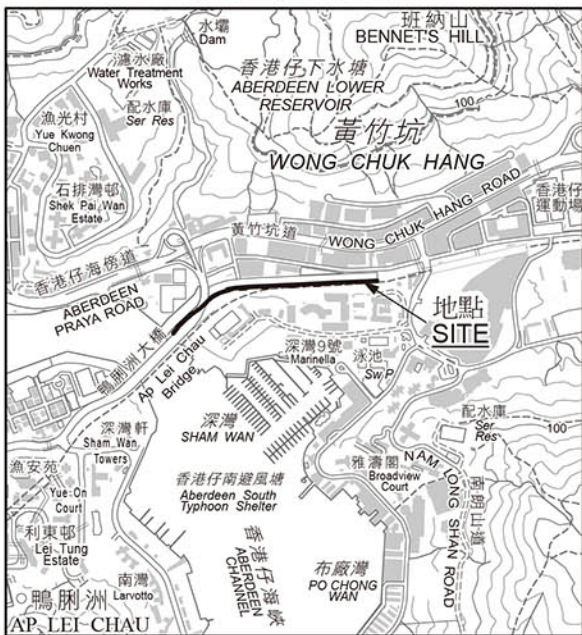 水壩
Dam
濾水廠
Water Treatment
Works
配水庫
Ser Res
漁光村
Yue Kwong
Chuen
石排灣邨
Shek Pai Wan
Estate
班納山
BENNET'S HILL
香港仔下水塘
ABERDEEN LOWER
RESERVOIR
100
黃竹坑
WONG CHUK HANG
香港仔
運動場
黃竹坑道
WONG CHUK HANG ROAD
香港仔海傍道
ABERDEEN
PRAYA ROAD
地點
SITE
鴨脷洲大橋
Ap Lei Chau
Bridge
深灣9號
Marinella
泳池
Sw P
深灣
SHAM WAN
配水庫
Ser
Res
100
深灣軒
Sham Wan
Towers
漁安苑
Yue On
Court
香港仔南避風塘
Aberdeen South
Typhoon Shelter
雅濤閣
Broadview
Court
NAM LONG SHAN ROAD
南朗山道
利東邨
Lei Tung
Estate
香港仔海峽
ABERDEEN
CHANNEL
布廠灣
PO CHONG
WAN
南灣
Larvotto
鴨脷洲
AP LEI CHAU